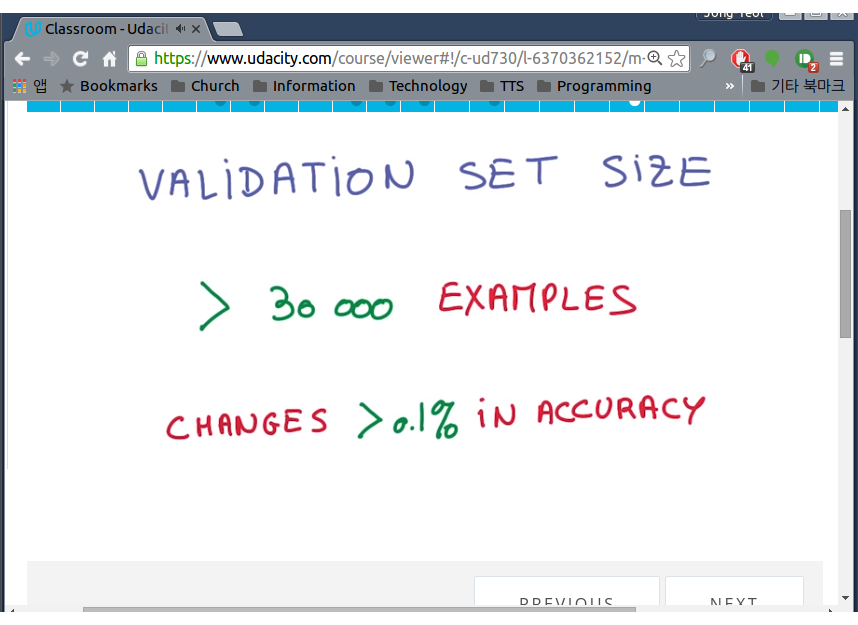 Jong Yeol
Classroom - Udacit
https://www.udacity.com/course/viewer#!/c-ud730/l-6370362152/m-
41
2
앱 Bookmarks Church Information Technology TTS Programming » 기타 북마크
VALIDATION SET SIZE
> 30 000 EXAMPLES
CHANGES > 0.1% IN ACCURACY
PREVIOUS NEXT